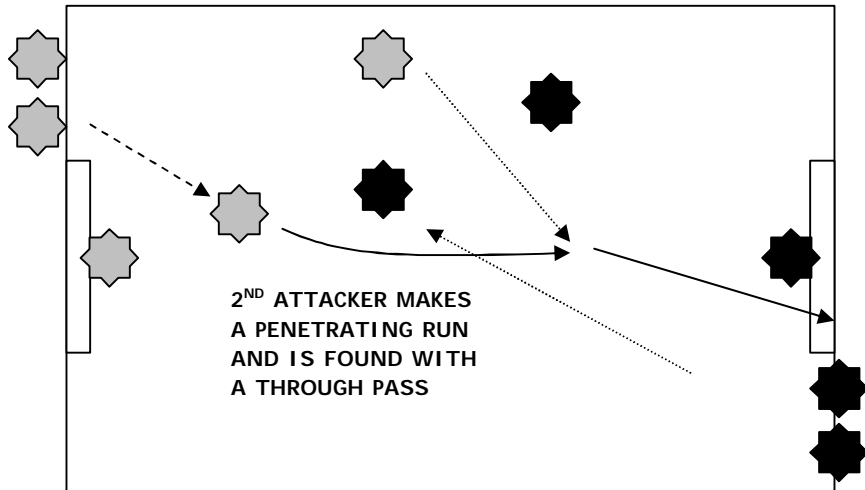 2ND ATTACKER MAKES
A PENETRATING RUN
AND IS FOUND WITH
A THROUGH PASS